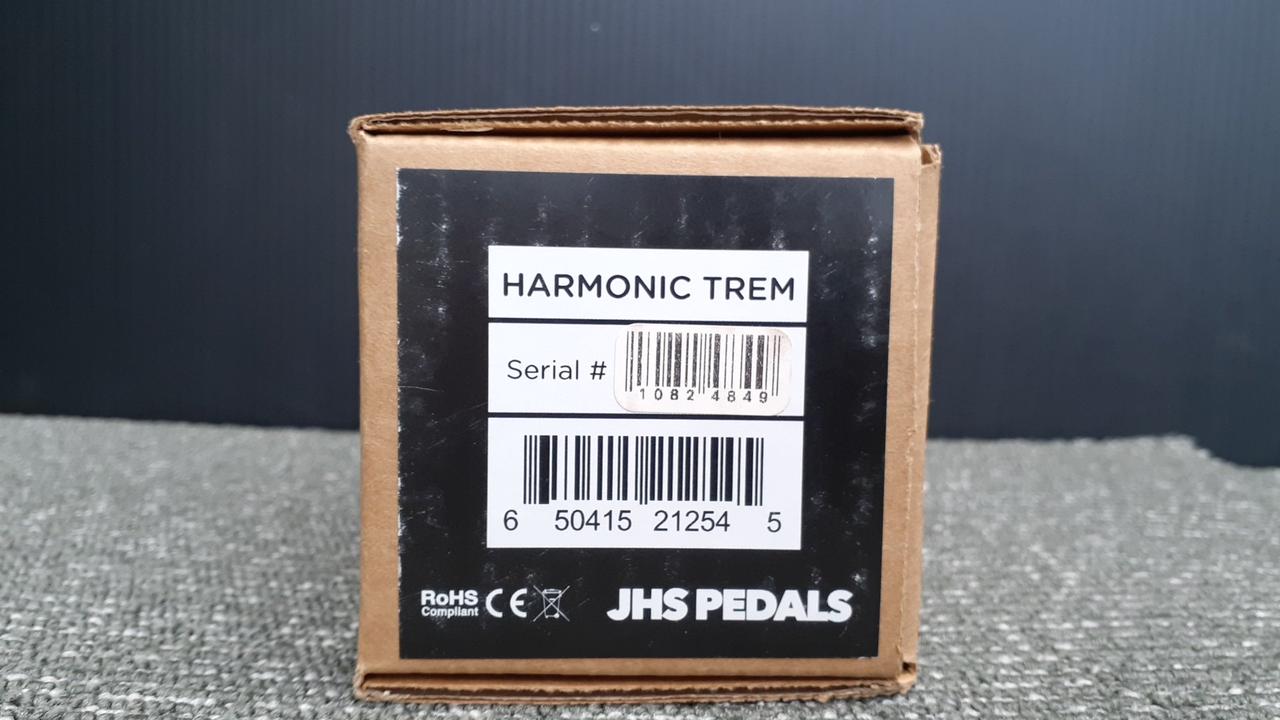 HARMONIC TREM
Serial #
1082 4849
6 50415 21254 5
RoHS
Compliant CE
JHS PEDALS